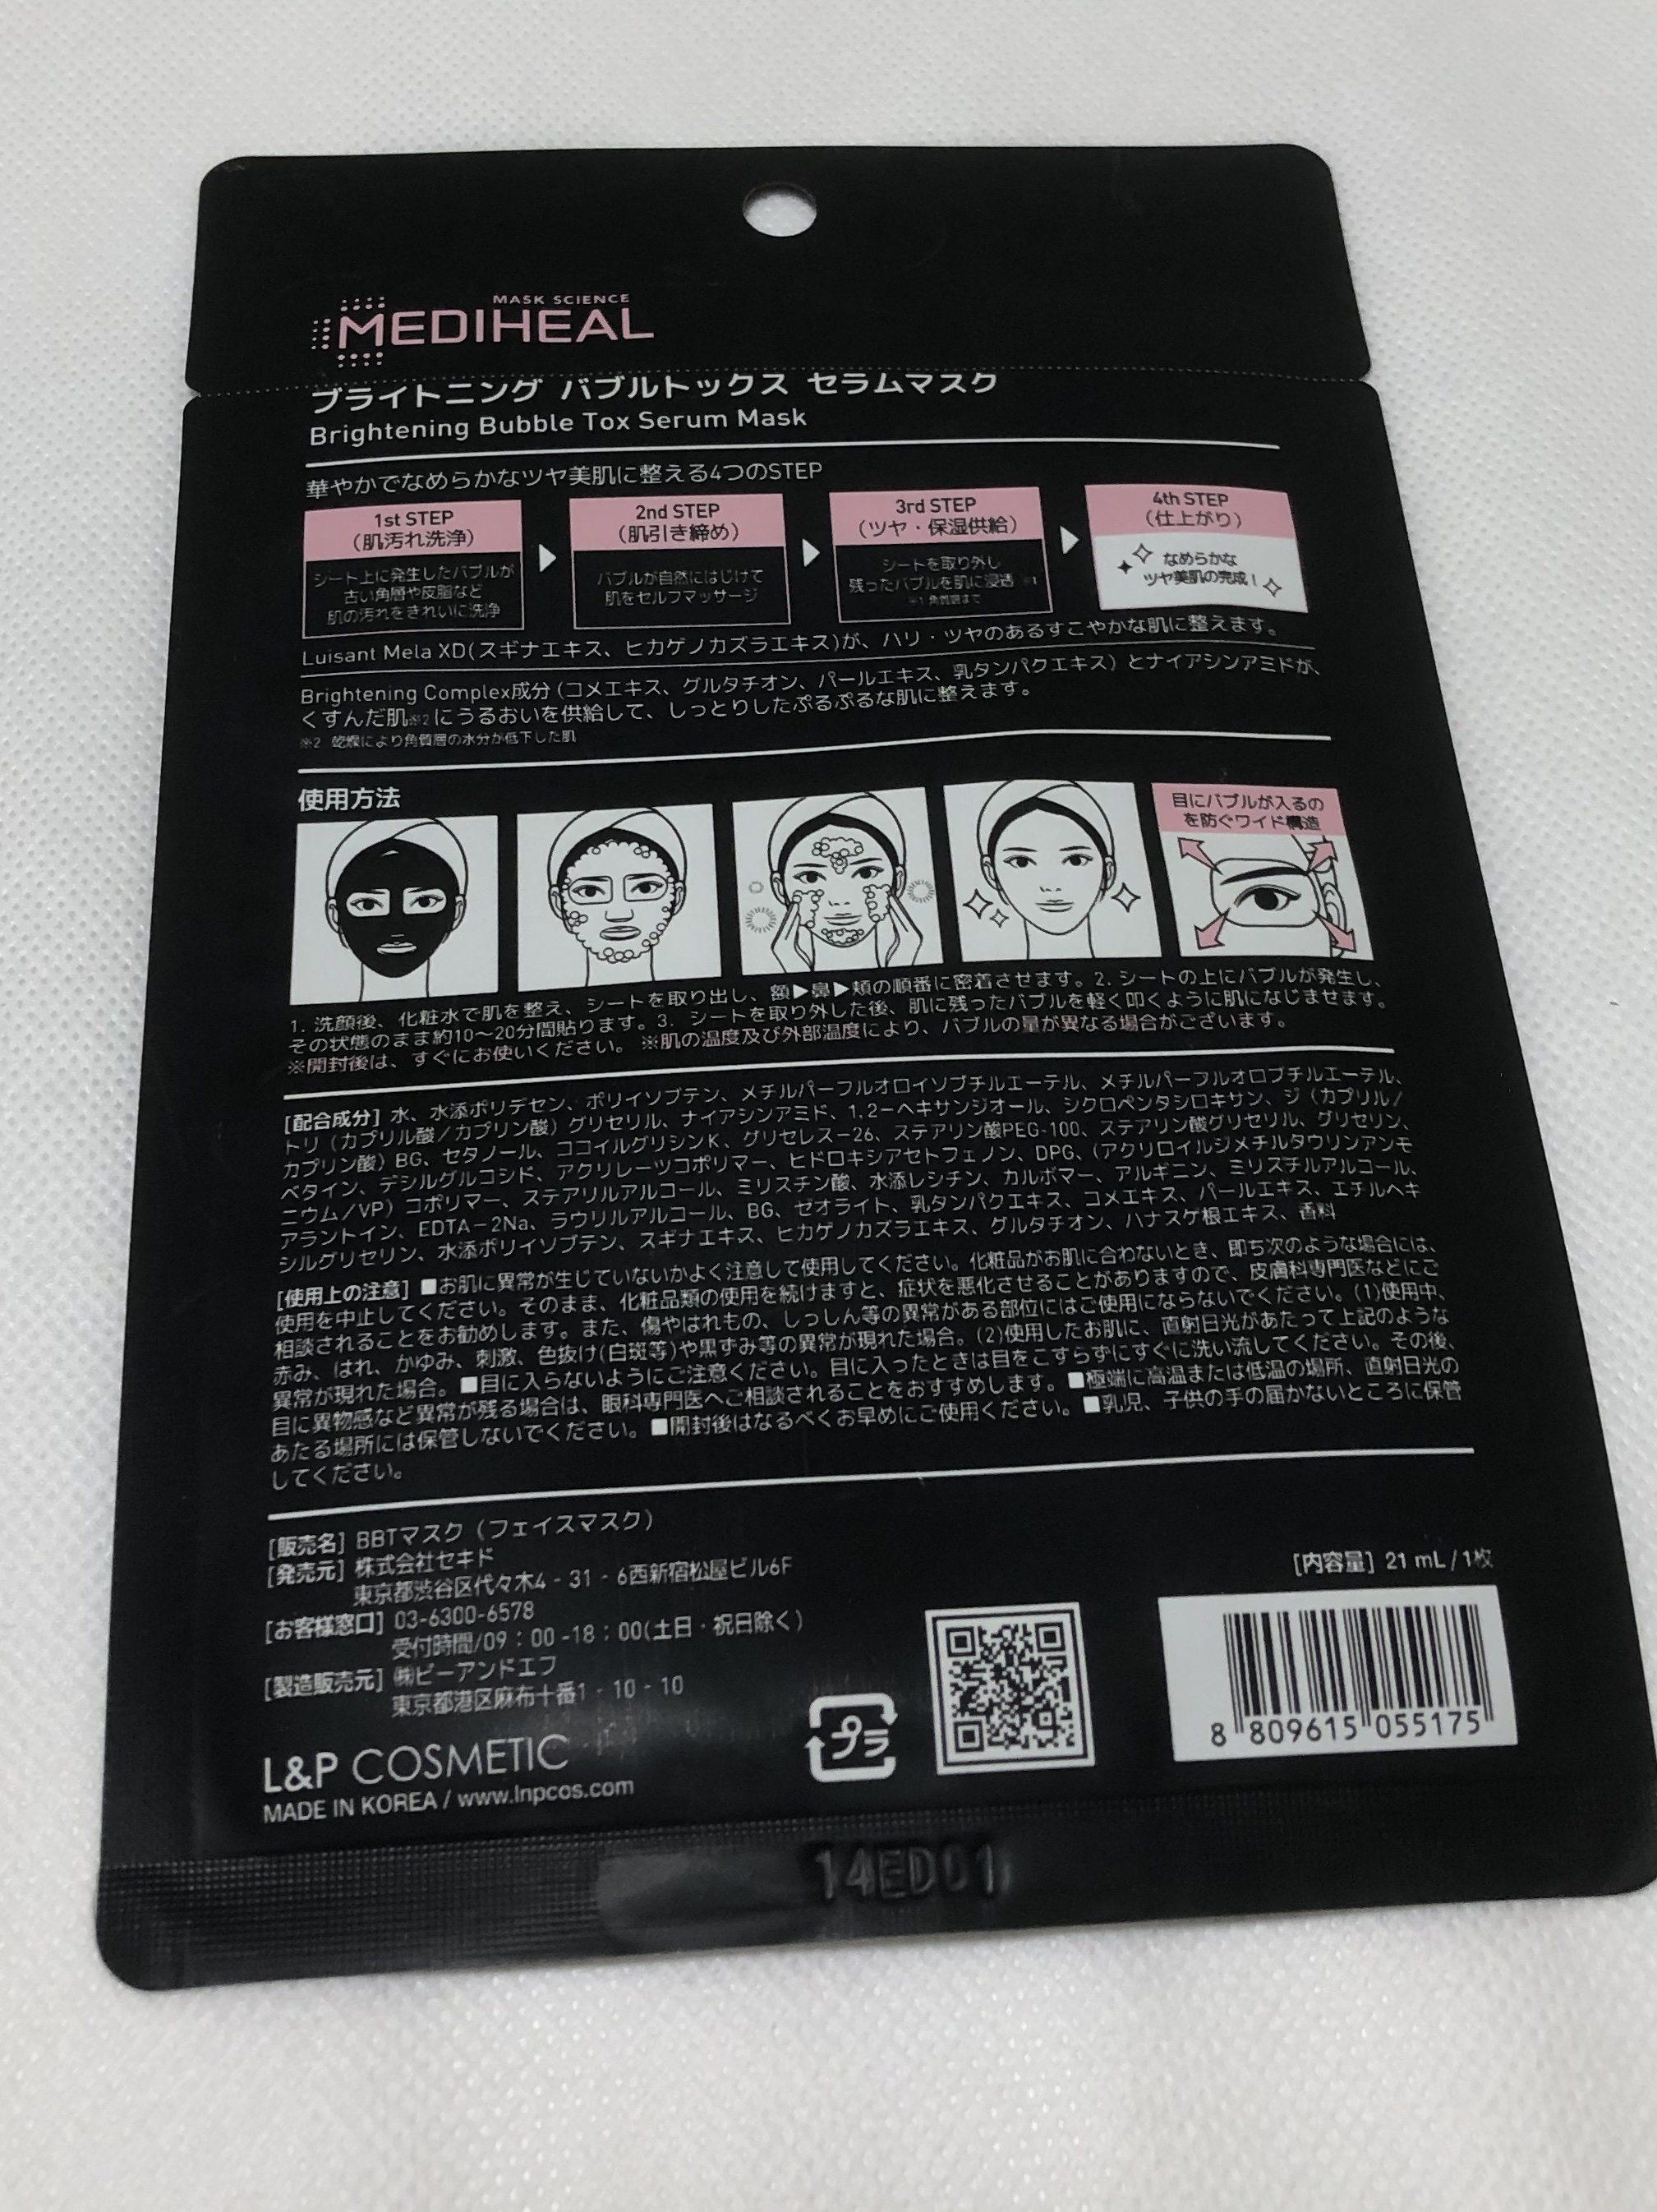 MASK SCIENCE
MEDIHEAL
ブライトニング バブルトックス セラムマスク
Brightening Bubble Tox Serum Mask
華やかでなめらかなツヤ美肌に整える4つのSTEP
1st STEP
（肌汚れ洗浄）
シート上に発生したバブルが
古い角層や皮脂など
肌の汚れをきれいに洗浄
2nd STEP
（肌引き締め）
バブルが自然にはじけて
肌をセルフマッサージ
3rd STEP
（ツヤ・保湿供給）
シートを取り外し
残ったバブルを肌に浸透 ※1
※1 角質層まで
4th STEP
（仕上がり）
なめらかな
ツヤ美肌の完成！
Luisant Mela XD(スギナエキス、ヒカゲノカズラエキス)が、ハリ・ツヤのあるすこやかな肌に整えます。
Brightening Complex成分（コメエキス、グルタチオン、パールエキス、乳タンパクエキス）とナイアシンアミドが、
くすんだ肌※2 にうるおいを供給して、しっとりしたぷるぷるな肌に整えます。
※2 乾燥により角質層の水分が低下した肌
使用方法
目にバブルが入るの
を防ぐワイド構造
1. 洗顔後、化粧水で肌を整え、シートを取り出し、額▶鼻▶頬の順番に密着させます。2. シートの上にバブルが発生し、
その状態のまま約10～20分間貼ります。3. シートを取り外した後、肌に残ったバブルを軽く叩くように肌になじませます。
※開封後は、すぐにお使いください。 ※肌の温度及び外部温度により、バブルの量が異なる場合がございます。
[配合成分] 水、水添ポリデセン、ポリイソブテン、メチルパーフルオロイソブチルエーテル、メチルパーフルオロブチルエーテル、
トリ（カプリル酸／カプリン酸）グリセリル、ナイアシンアミド、1,2－ヘキサンジオール、シクロペンタシロキサン、ジ（カプリル／
カプリン酸）BG、セタノール、ココイルグリシンK、グリセレス－26、ステアリン酸PEG-100、ステアリン酸グリセリル、グリセリン、
ベタイン、デシルグルコシド、アクリレーツコポリマー、ヒドロキシアセトフェノン、DPG、（アクリロイルジメチルタウリンアンモ
ニウム／VP）コポリマー、ステアリルアルコール、ミリスチン酸、水添レシチン、カルボマー、アルギニン、ミリスチルアルコール、
アラントイン、EDTA－2Na、ラウリルアルコール、BG、ゼオライト、乳タンパクエキス、コメエキス、パールエキス、エチルヘキ
シルグリセリン、水添ポリイソブテン、スギナエキス、ヒカゲノカズラエキス、グルタチオン、ハナスゲ根エキス、香料
[使用上の注意] ■お肌に異常が生じていないかよく注意して使用してください。化粧品がお肌に合わないとき、即ち次のような場合には、
使用を中止してください。そのまま、化粧品類の使用を続けますと、症状を悪化させることがありますので、皮膚科専門医などにご
相談されることをお勧めします。また、傷やはれもの、しっしん等の異常がある部位にはご使用にならないでください。(1)使用中、
赤み、はれ、かゆみ、刺激、色抜け(白斑等)や黒ずみ等の異常が現れた場合。(2)使用したお肌に、直射日光があたって上記のような
異常が現れた場合。■目に入らないようにご注意ください。目に入ったときは目をこすらずにすぐに洗い流してください。その後、
目に異物感など異常が残る場合は、眼科専門医へご相談されることをおすすめします。■極端に高温または低温の場所、直射日光の
あたる場所には保管しないでください。■開封後はなるべくお早めにご使用ください。■乳児、子供の手の届かないところに保管
してください。
[販売名] BBTマスク（フェイスマスク）
[発売元] 株式会社セキド
東京都渋谷区代々木4 - 31 - 6西新宿松屋ビル6F
[お客様窓口] 03-6300-6578
受付時間/09：00 -18：00(土日・祝日除く)
[製造販売元] ㈱ビーアンドエフ
東京都港区麻布十番1 - 10 - 10
[内容量] 21 mL / 1枚
プラ
8 809615 055175
L&P COSMETIC
MADE IN KOREA / www.lnpcos.com
14ED01